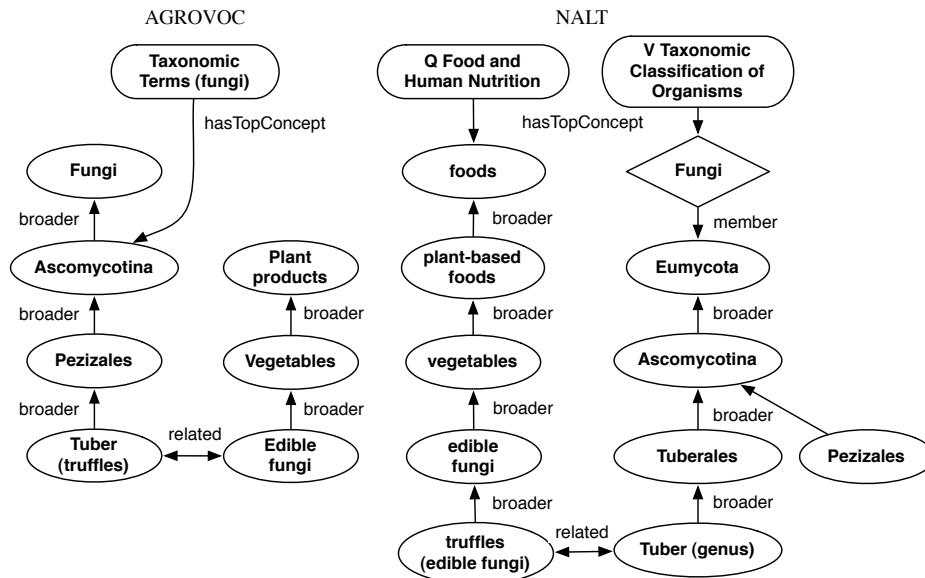 AGROVOC
NALT
Taxonomic
Terms (fungi)
Q Food and
Human Nutrition
V Taxonomic
Classification of
Organisms
hasTopConcept
hasTopConcept
Fungi
foods
Fungi
broader
broader
member
Ascomycotina
Plant
products
plant-based
foods
Eumycota
broader
broader
broader
broader
Pezizales
Vegetables
vegetables
Ascomycotina
broader
broader
broader
broader
Tuber
(truffles)
related
Edible
fungi
edible
fungi
Tuberales
Pezizales
broader
broader
truffles
(edible fungi)
related
Tuber (genus)